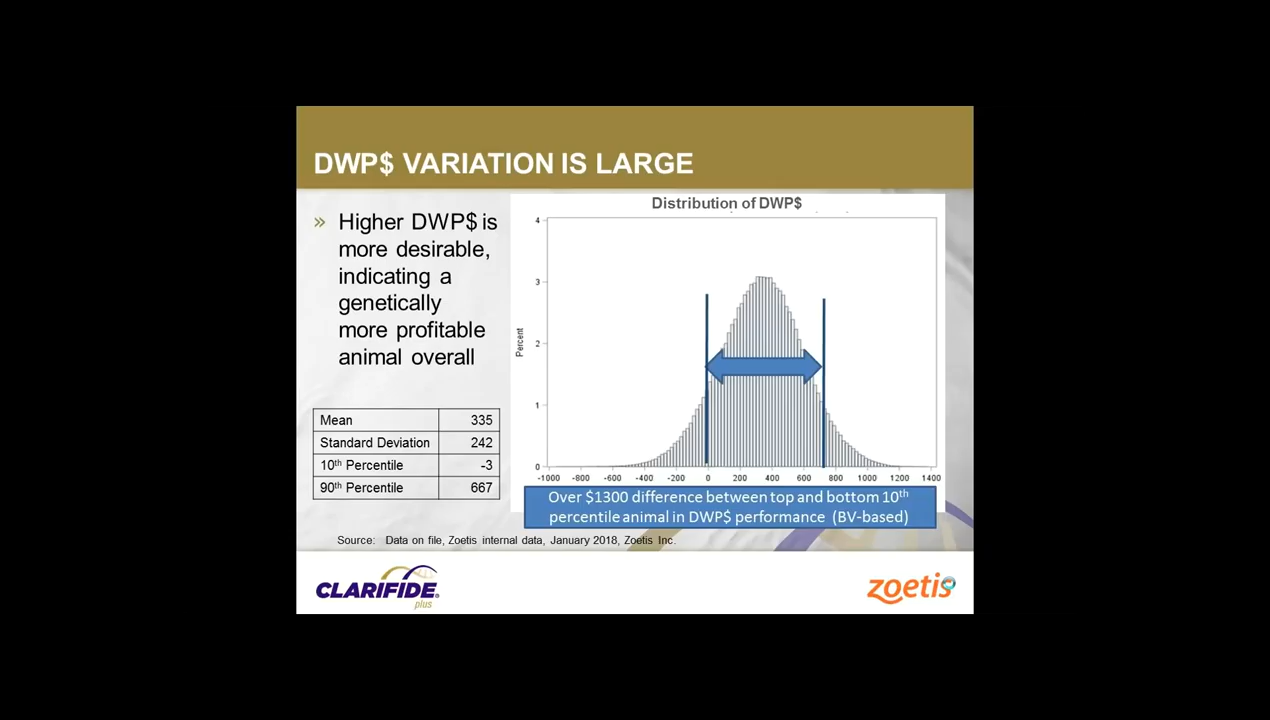 DWP$ VARIATION IS LARGE
» Higher DWP$ is
more desirable,
indicating a
genetically
more profitable
animal overall
Mean 335
Standard Deviation 242
10th Percentile -3
90th Percentile 667
Distribution of DWP$
4
3
2
1
0
Percent
-1000 -800 -600 -400 -200 0 200 400 600 800 1000 1200 1400
Over $1300 difference between top and bottom 10th
percentile animal in DWP$ performance (BV-based)
Source: Data on file, Zoetis internal data, January 2018, Zoetis Inc.
CLARIFIDE®
plus
zoetis